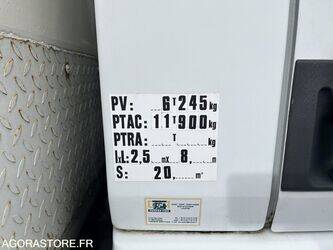 PV: 6T245kg
PTAC: 11T900kg
PTRA: T kg
l.L: 2,5 m X 8, m
S: 20, m²
AGORASTORE.FR